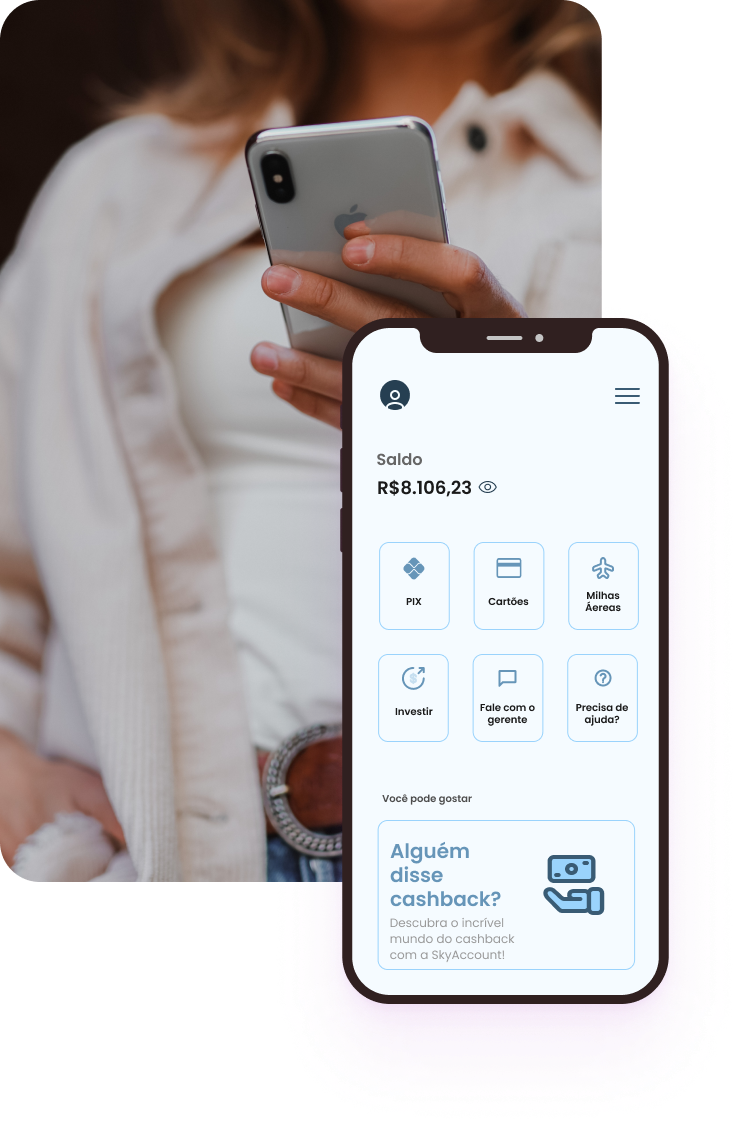 Saldo
R$8.106,23
PIX
Cartões
Milhas
Áereas
Investir
Fale com o
gerente
Precisa de
ajuda?
Você pode gostar
Alguém
disse
cashback?
Descubra o incrível
mundo do cashback
com a SkyAccount!